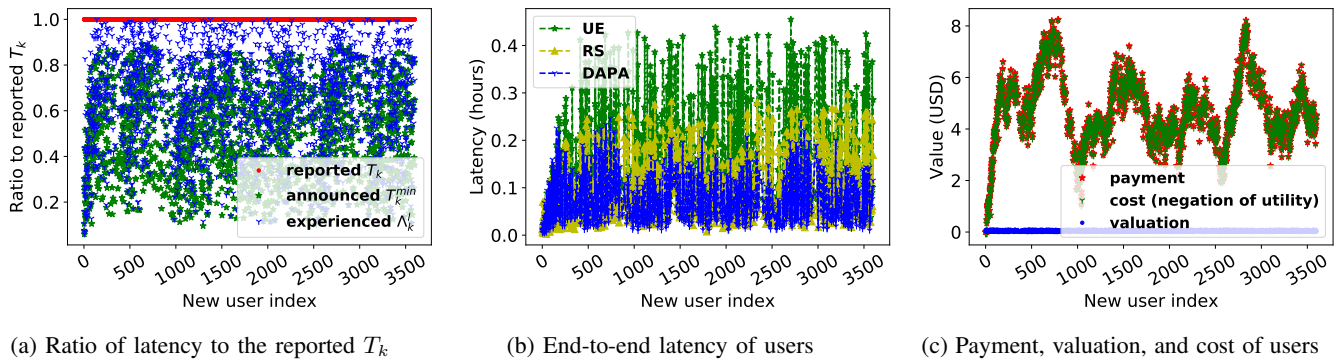 Ratio to reported T_k
1.0
0.8
0.6
0.4
0.2
reported T_k
announced T_k^{min}
experienced Λ_k^l
0 500 1000 1500 2000 2500 3000 3500
New user index
(a) Ratio of latency to the reported T_k
Latency (hours)
0.4
0.3
0.2
0.1
0.0
UE
RS
DAPA
0 500 1000 1500 2000 2500 3000 3500
New user index
(b) End-to-end latency of users
Value (USD)
8
6
4
2
0
payment
cost (negation of utility)
valuation
0 500 1000 1500 2000 2500 3000 3500
New user index
(c) Payment, valuation, and cost of users